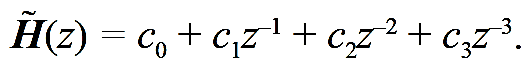 H̃(z) = c₀ + c₁z⁻¹ + c₂z⁻² + c₃z⁻³.